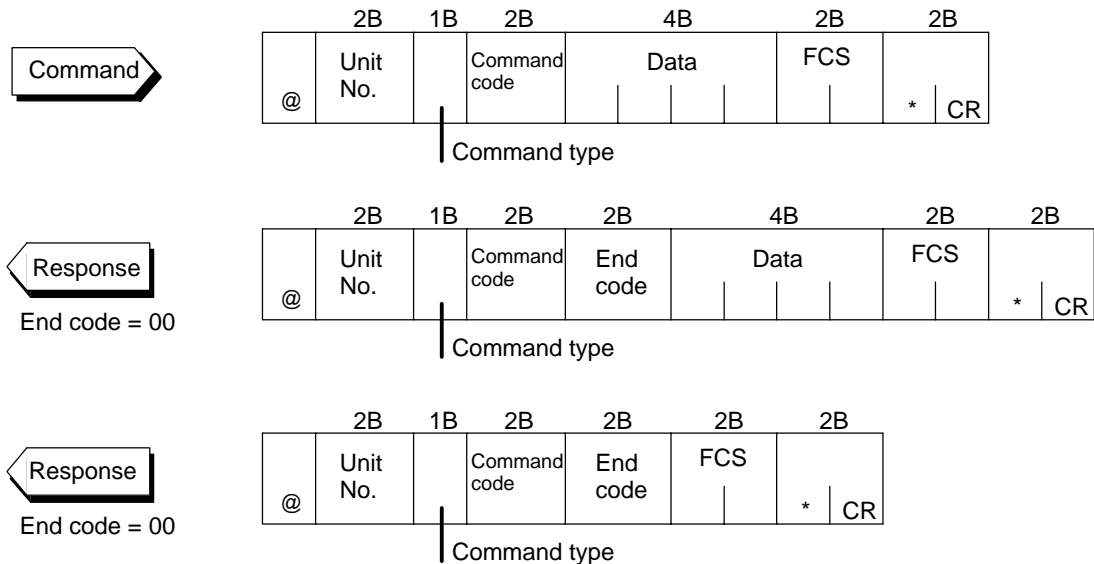 2B 1B 2B 4B 2B 2B
Command
@ Unit No. Command code Data FCS * CR
Command type
2B 1B 2B 2B 4B 2B 2B
Response
@ Unit No. Command code End code Data FCS * CR
End code = 00
Command type
2B 1B 2B 2B 2B 2B
Response
@ Unit No. Command code End code FCS * CR
End code = 00
Command type